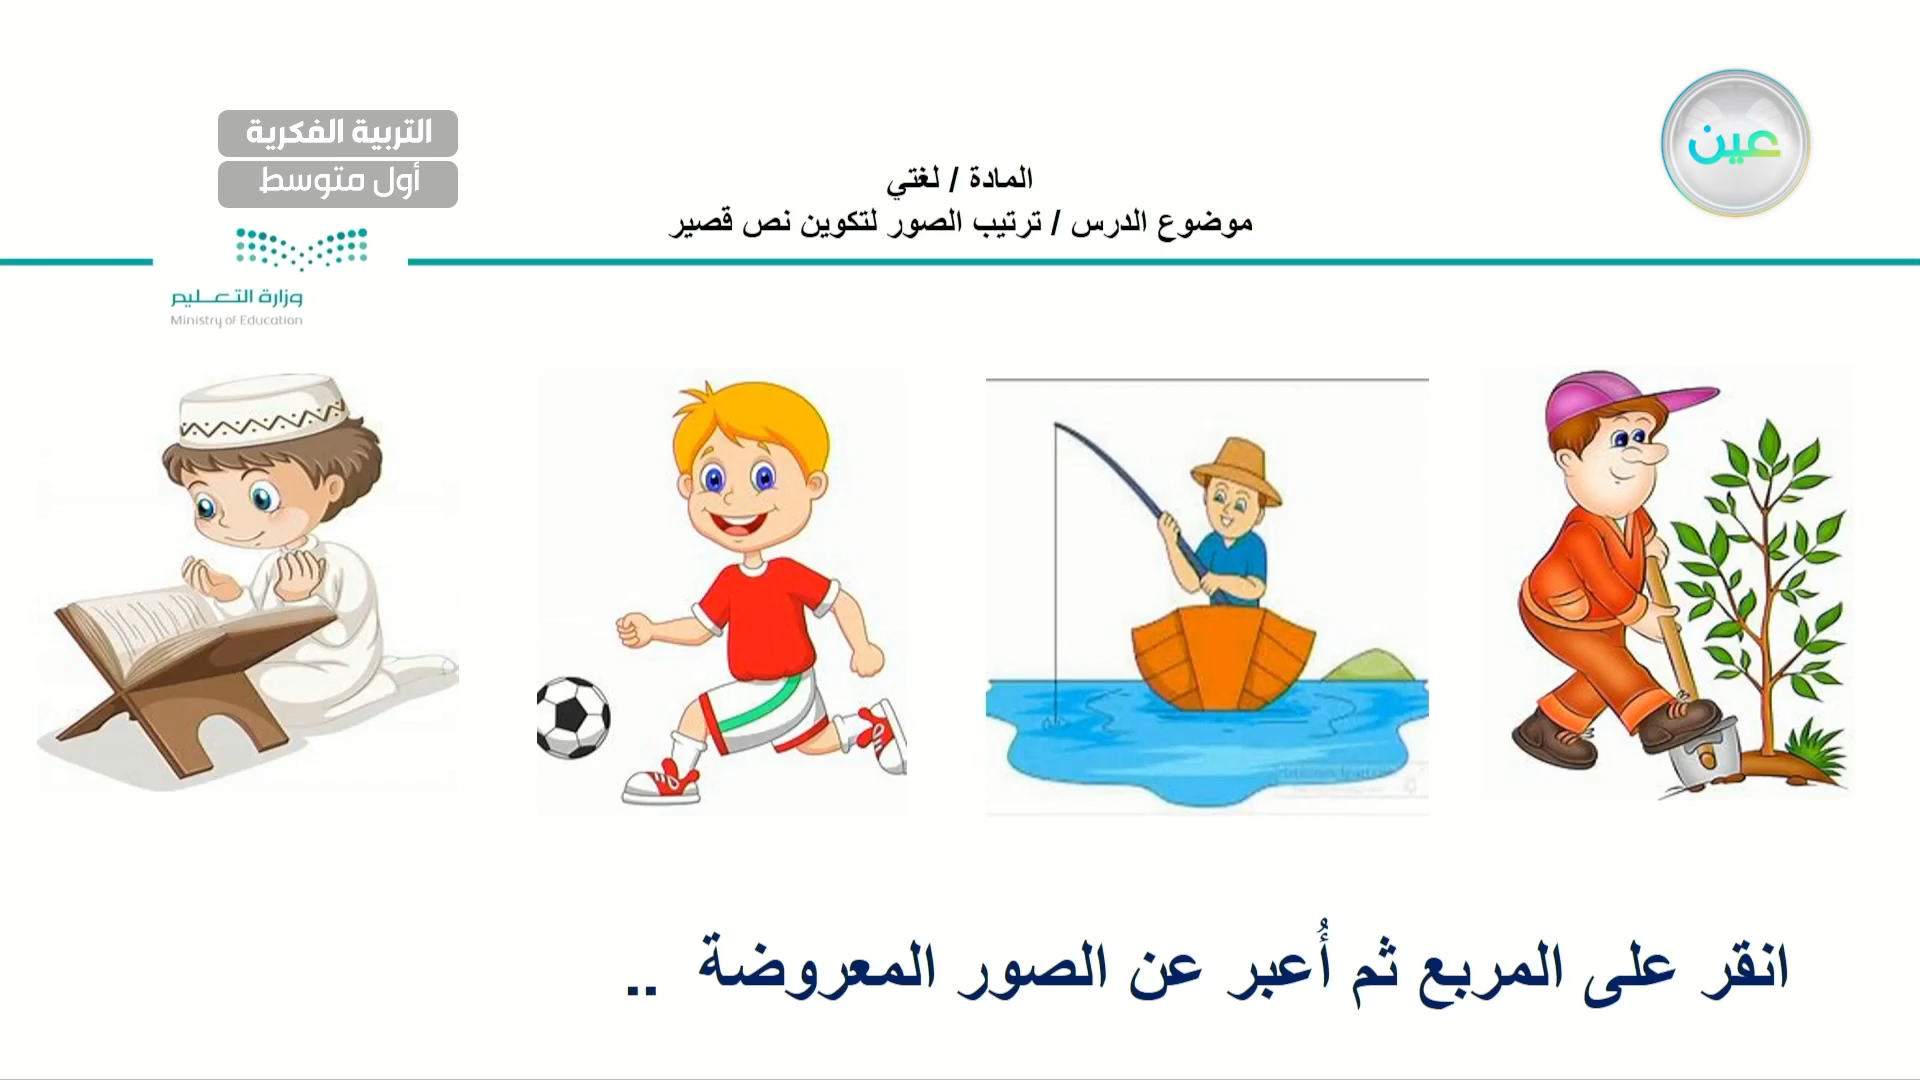 عين
التربية الفكرية
أول متوسط
المادة / لغتي
موضوع الدرس / ترتيب الصور لتكوين نص قصير
وزارة التعـليم
Ministry of Education
انقر على المربع ثم أُعبر عن الصور المعروضة ..